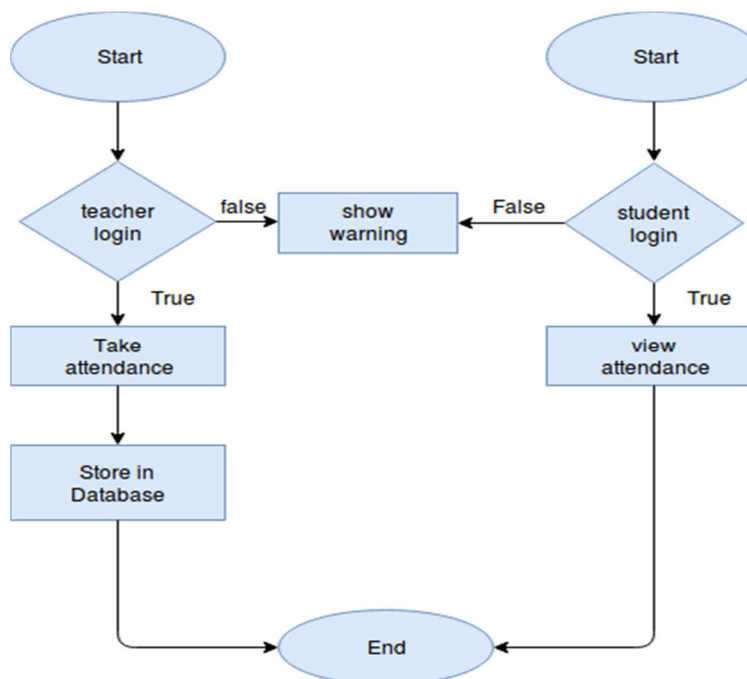 Start
Start
teacher
login
false
show
warning
False
student
login
True
True
Take
attendance
view
attendance
Store in
Database
End